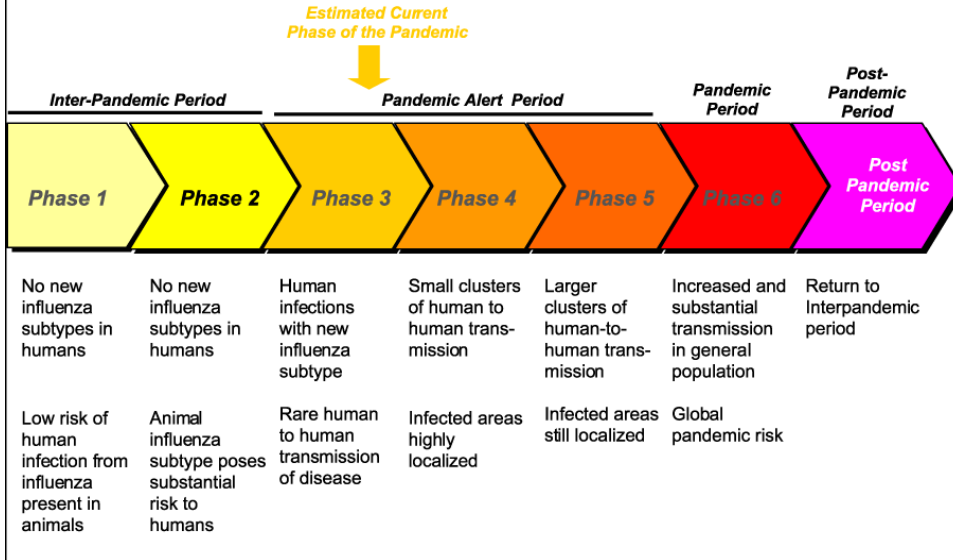 Estimated Current
Phase of the Pandemic
Inter-Pandemic Period
Pandemic Alert Period
Pandemic
Period
Post-
Pandemic
Period
Phase 1
Phase 2
Phase 3
Phase 4
Phase 5
Phase 6
Post
Pandemic
Period
No new
influenza
subtypes in
humans
Low risk of
human
infection from
influenza
present in
animals
No new
influenza
subtypes in
humans
Animal
influenza
subtype poses
substantial
risk to
humans
Human
infections
with new
influenza
subtype
Rare human
to human
transmission
of disease
Small clusters
of human to
human trans-
mission
Infected areas
highly
localized
Larger
clusters of
human-to-
human trans-
mission
Infected areas
still localized
Increased and
substantial
transmission
in general
population
Global
pandemic risk
Return to
Interpandemic
period